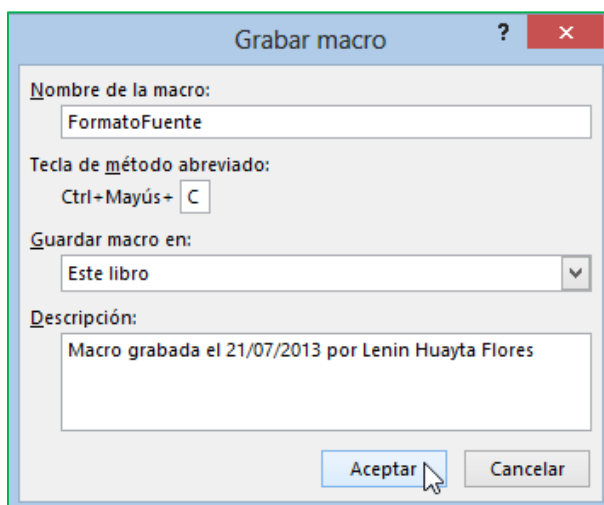 Grabar macro ?
Nombre de la macro:
FormatoFuente
Tecla de método abreviado:
Ctrl+Mayús+ C
Guardar macro en:
Este libro
Descripción:
Macro grabada el 21/07/2013 por Lenin Huayta Flores
Aceptar Cancelar